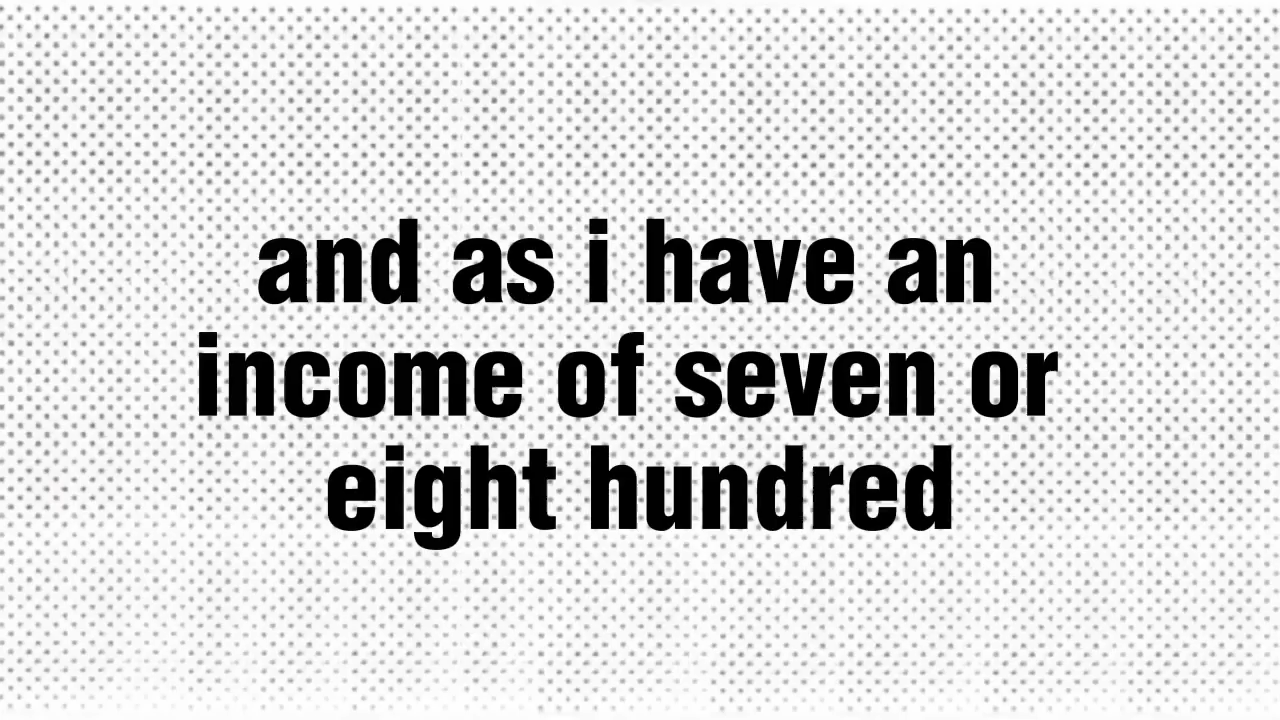 and as i have an
income of seven or
eight hundred